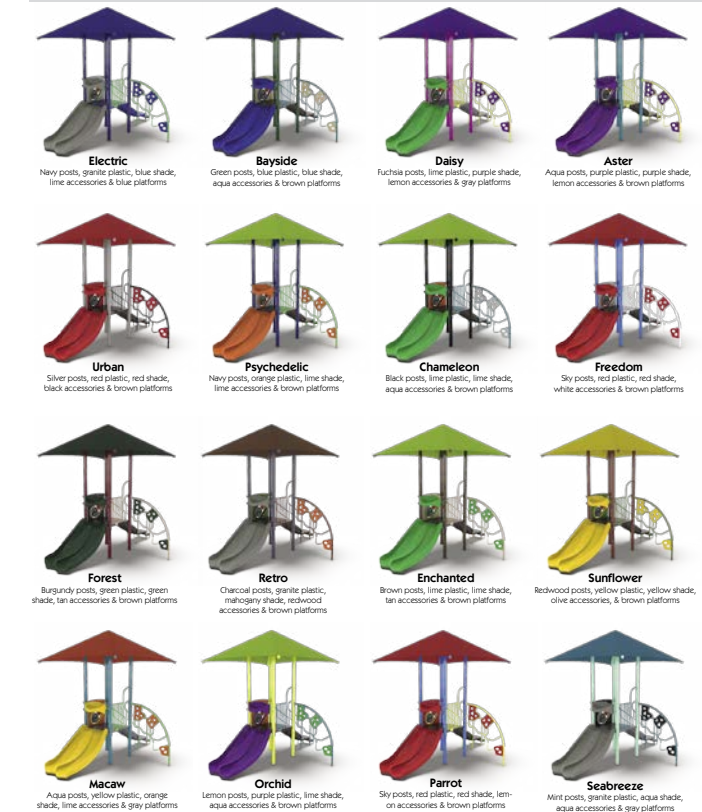 Electric
Navy posts, granite plastic, blue shade,
lime accessories & blue platforms
Bayside
Green posts, blue plastic, blue shade,
aqua accessories & brown platforms
Daisy
Fuchsia posts, lime plastic, purple shade,
lemon accessories & gray platforms
Aster
Aqua posts, purple plastic, purple shade,
lemon accessories & brown platforms
Urban
Silver posts, red plastic, red shade,
black accessories & brown platforms
Psychedelic
Navy posts, orange plastic, lime shade,
lime accessories & brown platforms
Chameleon
Black posts, lime plastic, lime shade,
aqua accessories & brown platforms
Freedom
Sky posts, red plastic, red shade,
white accessories & brown platforms
Forest
Burgundy posts, green plastic, green
shade, tan accessories & brown platforms
Retro
Charcoal posts, granite plastic,
mahogany shade, redwood
accessories & brown platforms
Enchanted
Brown posts, lime plastic, lime shade,
tan accessories & brown platforms
Sunflower
Redwood posts, yellow plastic, yellow shade,
olive accessories, & brown platforms
Macaw
Aqua posts, yellow plastic, orange
shade, lime accessories & gray platforms
Orchid
Lemon posts, purple plastic, lime shade,
aqua accessories & brown platforms
Parrot
Sky posts, red plastic, red shade, lem-
on accessories & brown platforms
Seabreeze
Mint posts, granite plastic, aqua shade,
aqua accessories & gray platforms